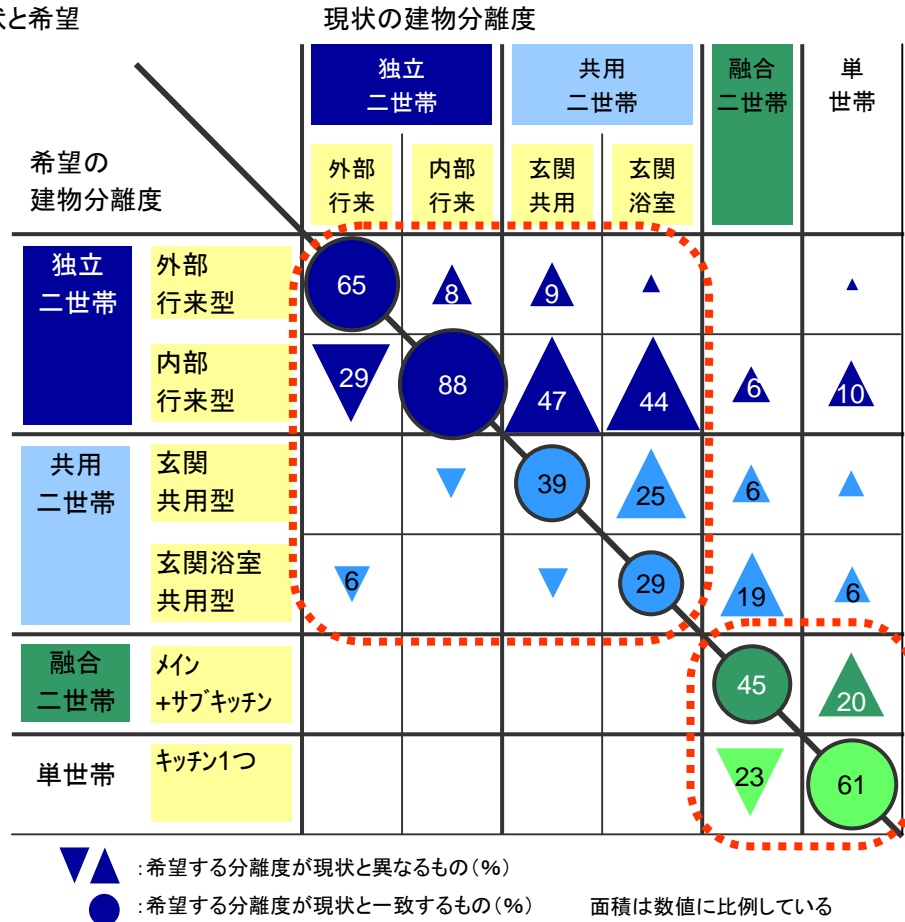 と希望
現状の建物分離度
独立
二世帯
共用
二世帯
融合
二世帯
単
世帯
希望の
建物分離度
外部
行来
内部
行来
玄関
共用
玄関
浴室
独立
二世帯
外部
行来型
65
8
9
内部
行来型
29
88
47
44
6
10
共用
二世帯
玄関
共用型
39
25
6
玄関浴室
共用型
6
29
19
6
融合
二世帯
メイン
+サブキッチン
45
20
単世帯
キッチン1つ
23
61
▼▲:希望する分離度が現状と異なるもの(%)
●:希望する分離度が現状と一致するもの(%) 面積は数値に比例している